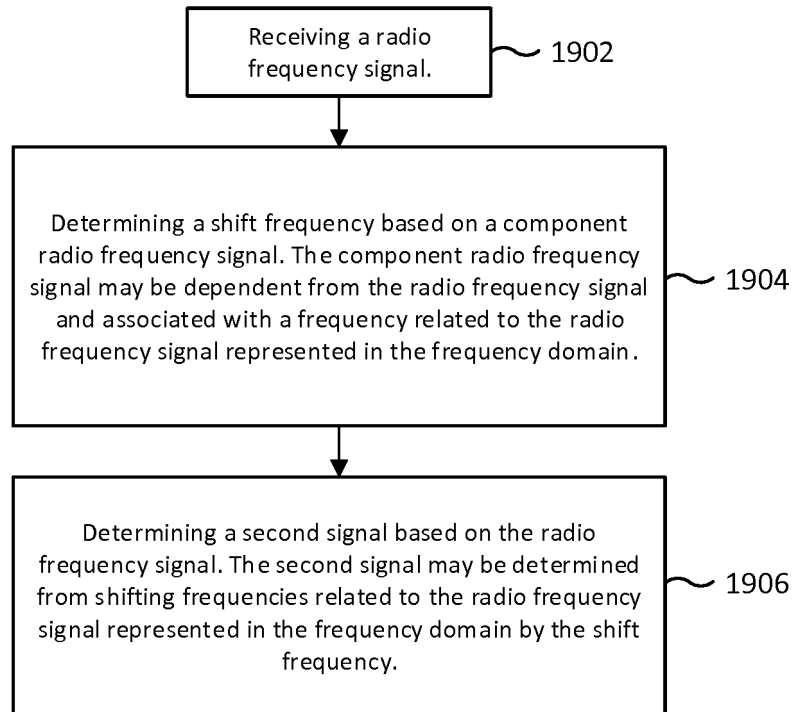 Receiving a radio
frequency signal.
1902
Determining a shift frequency based on a component
radio frequency signal. The component radio frequency
signal may be dependent from the radio frequency signal
and associated with a frequency related to the radio
frequency signal represented in the frequency domain.
1904
Determining a second signal based on the radio
frequency signal. The second signal may be determined
from shifting frequencies related to the radio frequency
signal represented in the frequency domain by the shift
frequency.
1906